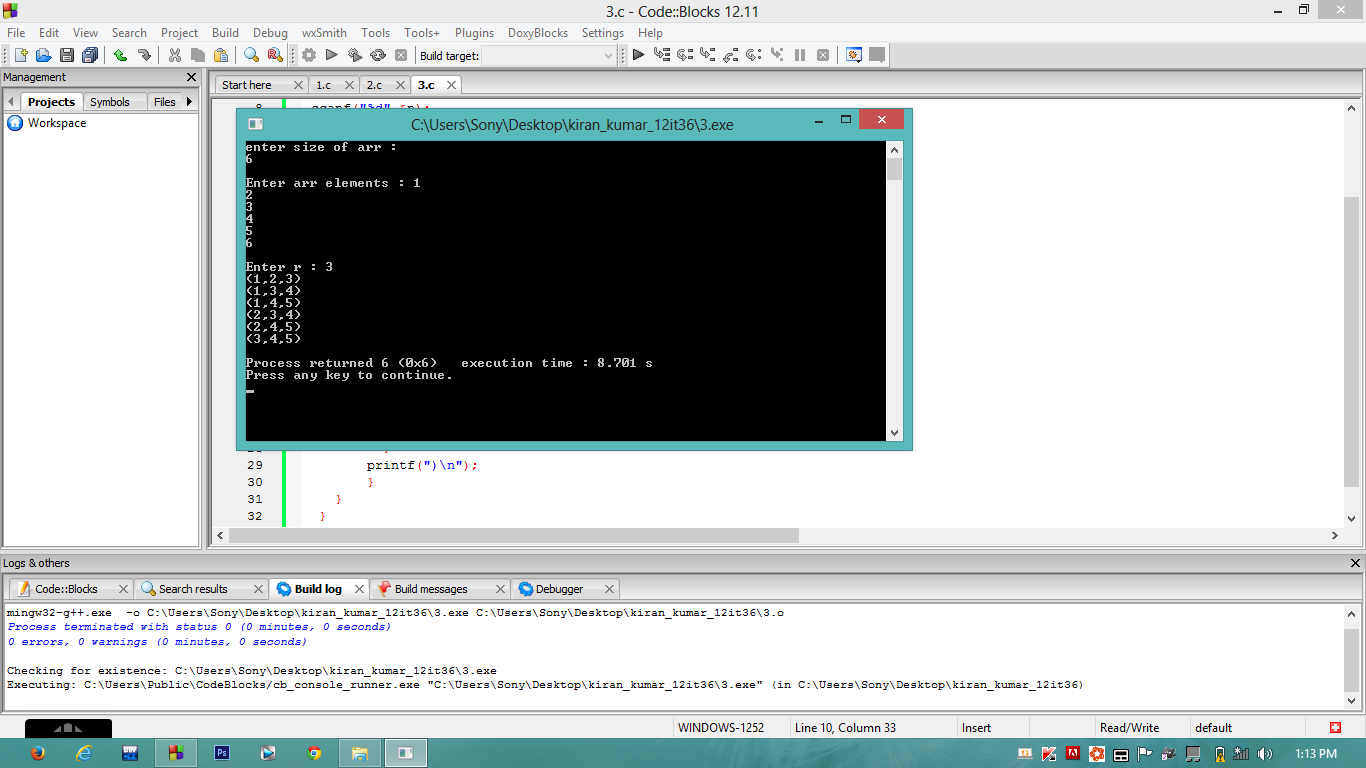 3.c - Code::Blocks 12.11
File Edit View Search Project Build Debug wxSmith Tools Tools+ Plugins DoxyBlocks Settings Help
Build target:
Management
Projects Symbols Files
Workspace
Start here 1.c 2.c 3.c
C:\Users\Sony\Desktop\kiran_kumar_12it36\3.exe
enter size of arr :
6
Enter arr elements : 1
2
3
4
5
6
Enter r : 3
(1,2,3)
(1,3,4)
(1,4,5)
(2,3,4)
(2,4,5)
(3,4,5)
Process returned 6 (0x6) execution time : 8.701 s
Press any key to continue.
29 printf(")\n");
30 }
31 }
32 }
Logs & others
Code::Blocks Search results Build log Build messages Debugger
mingw32-g++.exe -o C:\Users\Sony\Desktop\kiran_kumar_12it36\3.exe C:\Users\Sony\Desktop\kiran_kumar_12it36\3.o
Process terminated with status 0 (0 minutes, 0 seconds)
0 errors, 0 warnings (0 minutes, 0 seconds)
Checking for existence: C:\Users\Sony\Desktop\kiran_kumar_12it36\3.exe
Executing: C:\Users\Public\CodeBlocks/cb_console_runner.exe "C:\Users\Sony\Desktop\kiran_kumar_12it36\3.exe" (in C:\Users\Sony\Desktop\kiran_kumar_12it36)
WINDOWS-1252 Line 10, Column 33 Insert Read/Write default
Ps
1:13 PM